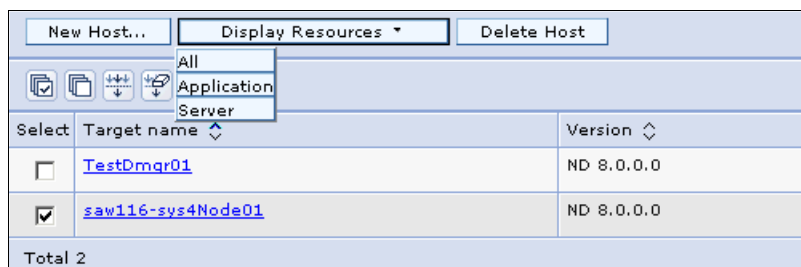 New Host... Display Resources Delete Host
All
Application
Server
Select Target name Version
TestDmgr01 ND 8.0.0.0
saw116-sys4Node01 ND 8.0.0.0
Total 2